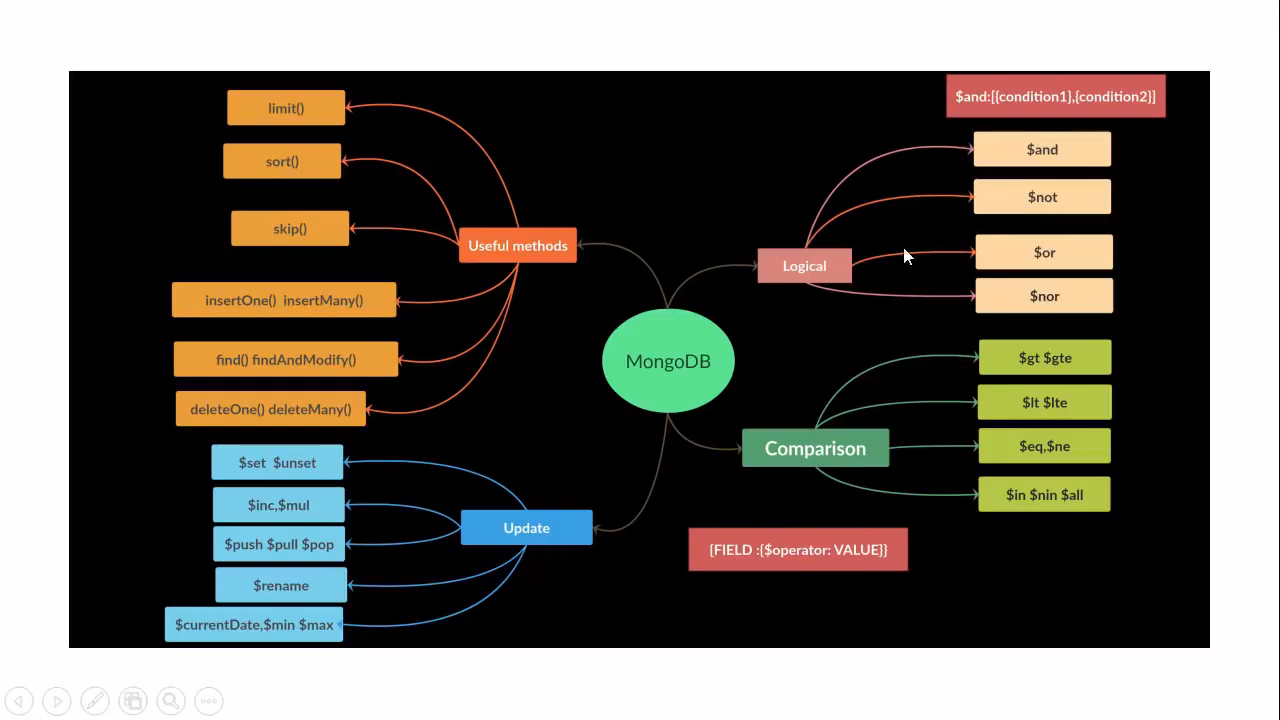 limit()
sort()
skip()
Useful methods
insertOne()  insertMany()
find() findAndModify()
deleteOne() deleteMany()
$set  $unset
$inc,$mul
$push $pull $pop
$rename
$currentDate,$min $max
Update
MongoDB
$and:[{condition1},{condition2}]
Logical
$and
$not
$or
$nor
Comparison
$gt $gte
$lt $lte
$eq,$ne
$in $nin $all
{FIELD :{$operator: VALUE}}